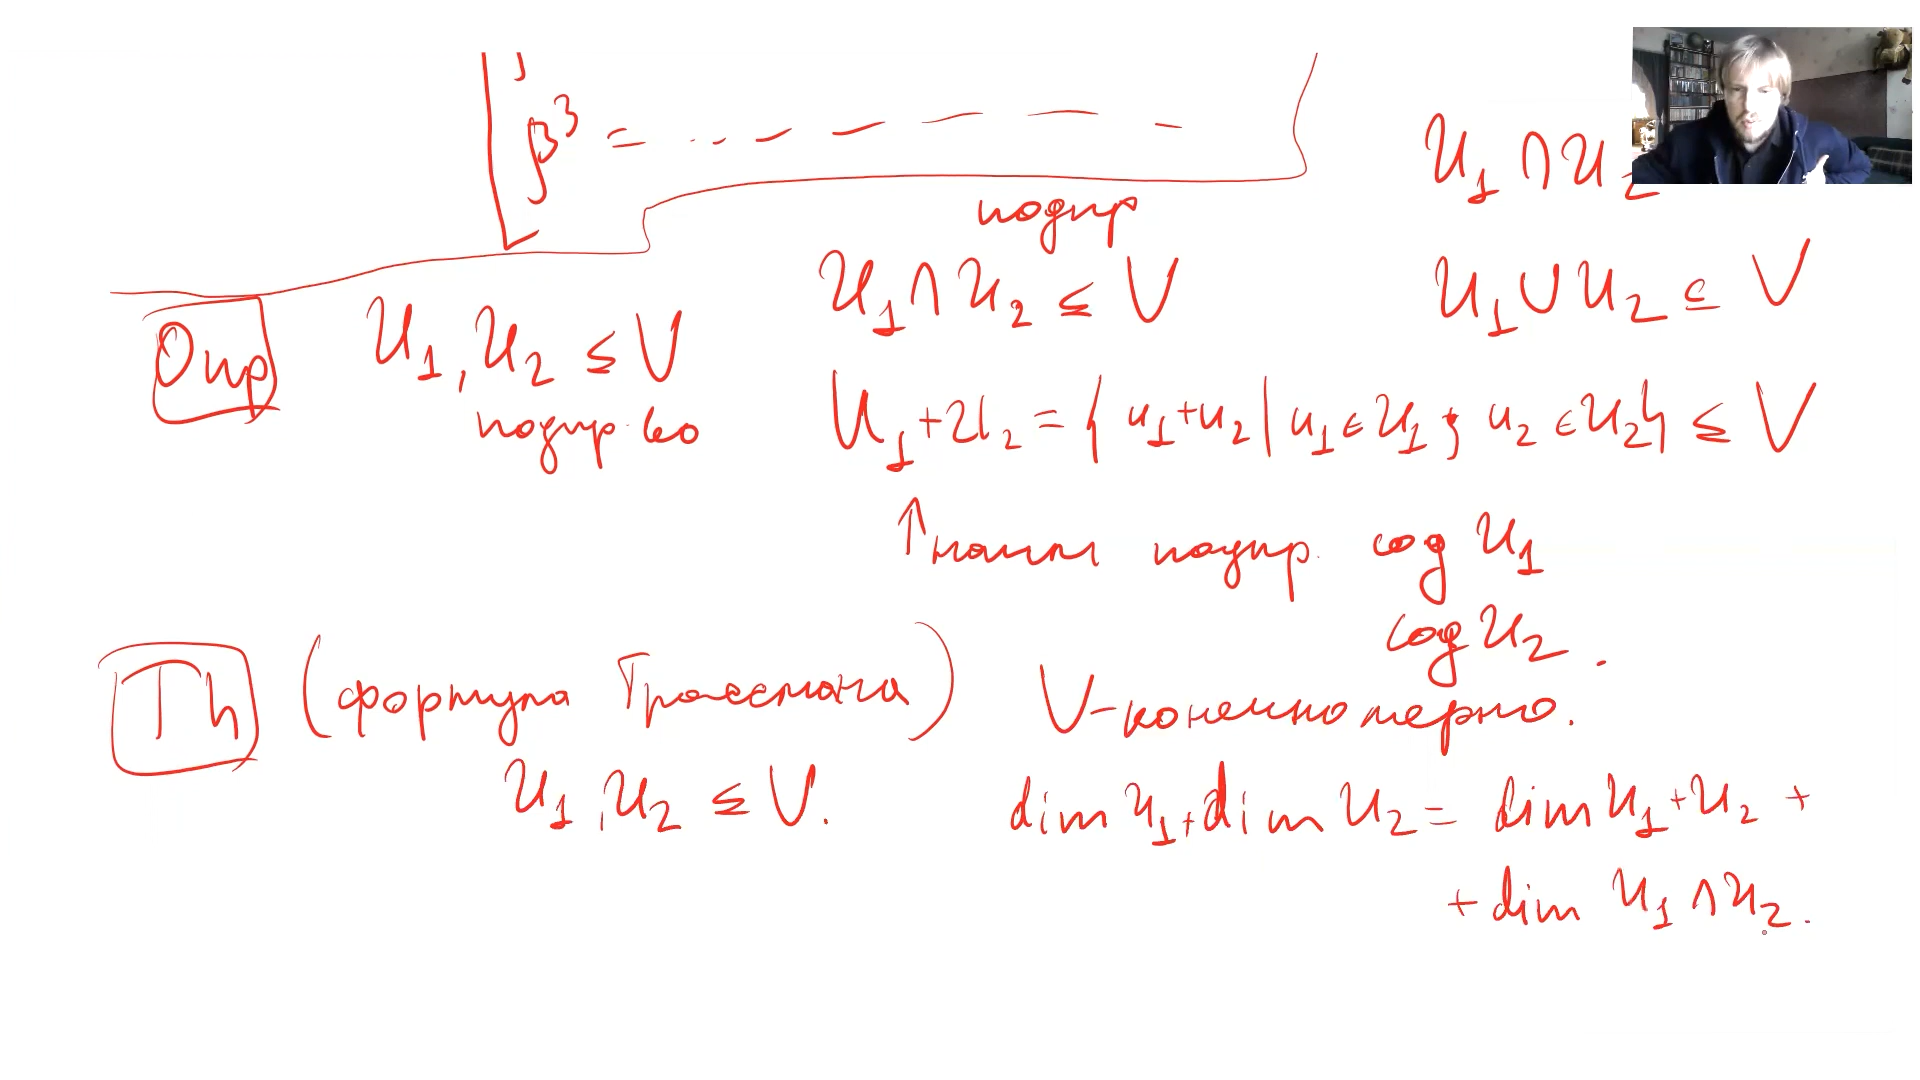 β³ = ... – – – – –
U₁ ∩ U₂
подпр
U₁ ∩ U₂ ≤ V
U₁ ∪ U₂ ⊆ V
Опр U₁, U₂ ≤ V
подпр-во
U₁ + U₂ = { u₁ + u₂ | u₁ ∈ U₁ ; u₂ ∈ U₂ } ≤ V
↑ наим подпр. сод U₁
сод U₂.
Th (формула Грассмана) V – конечномерно.
U₁, U₂ ≤ V.
dim U₁ + dim U₂ = dim U₁ + U₂ +
+ dim U₁ ∩ U₂.